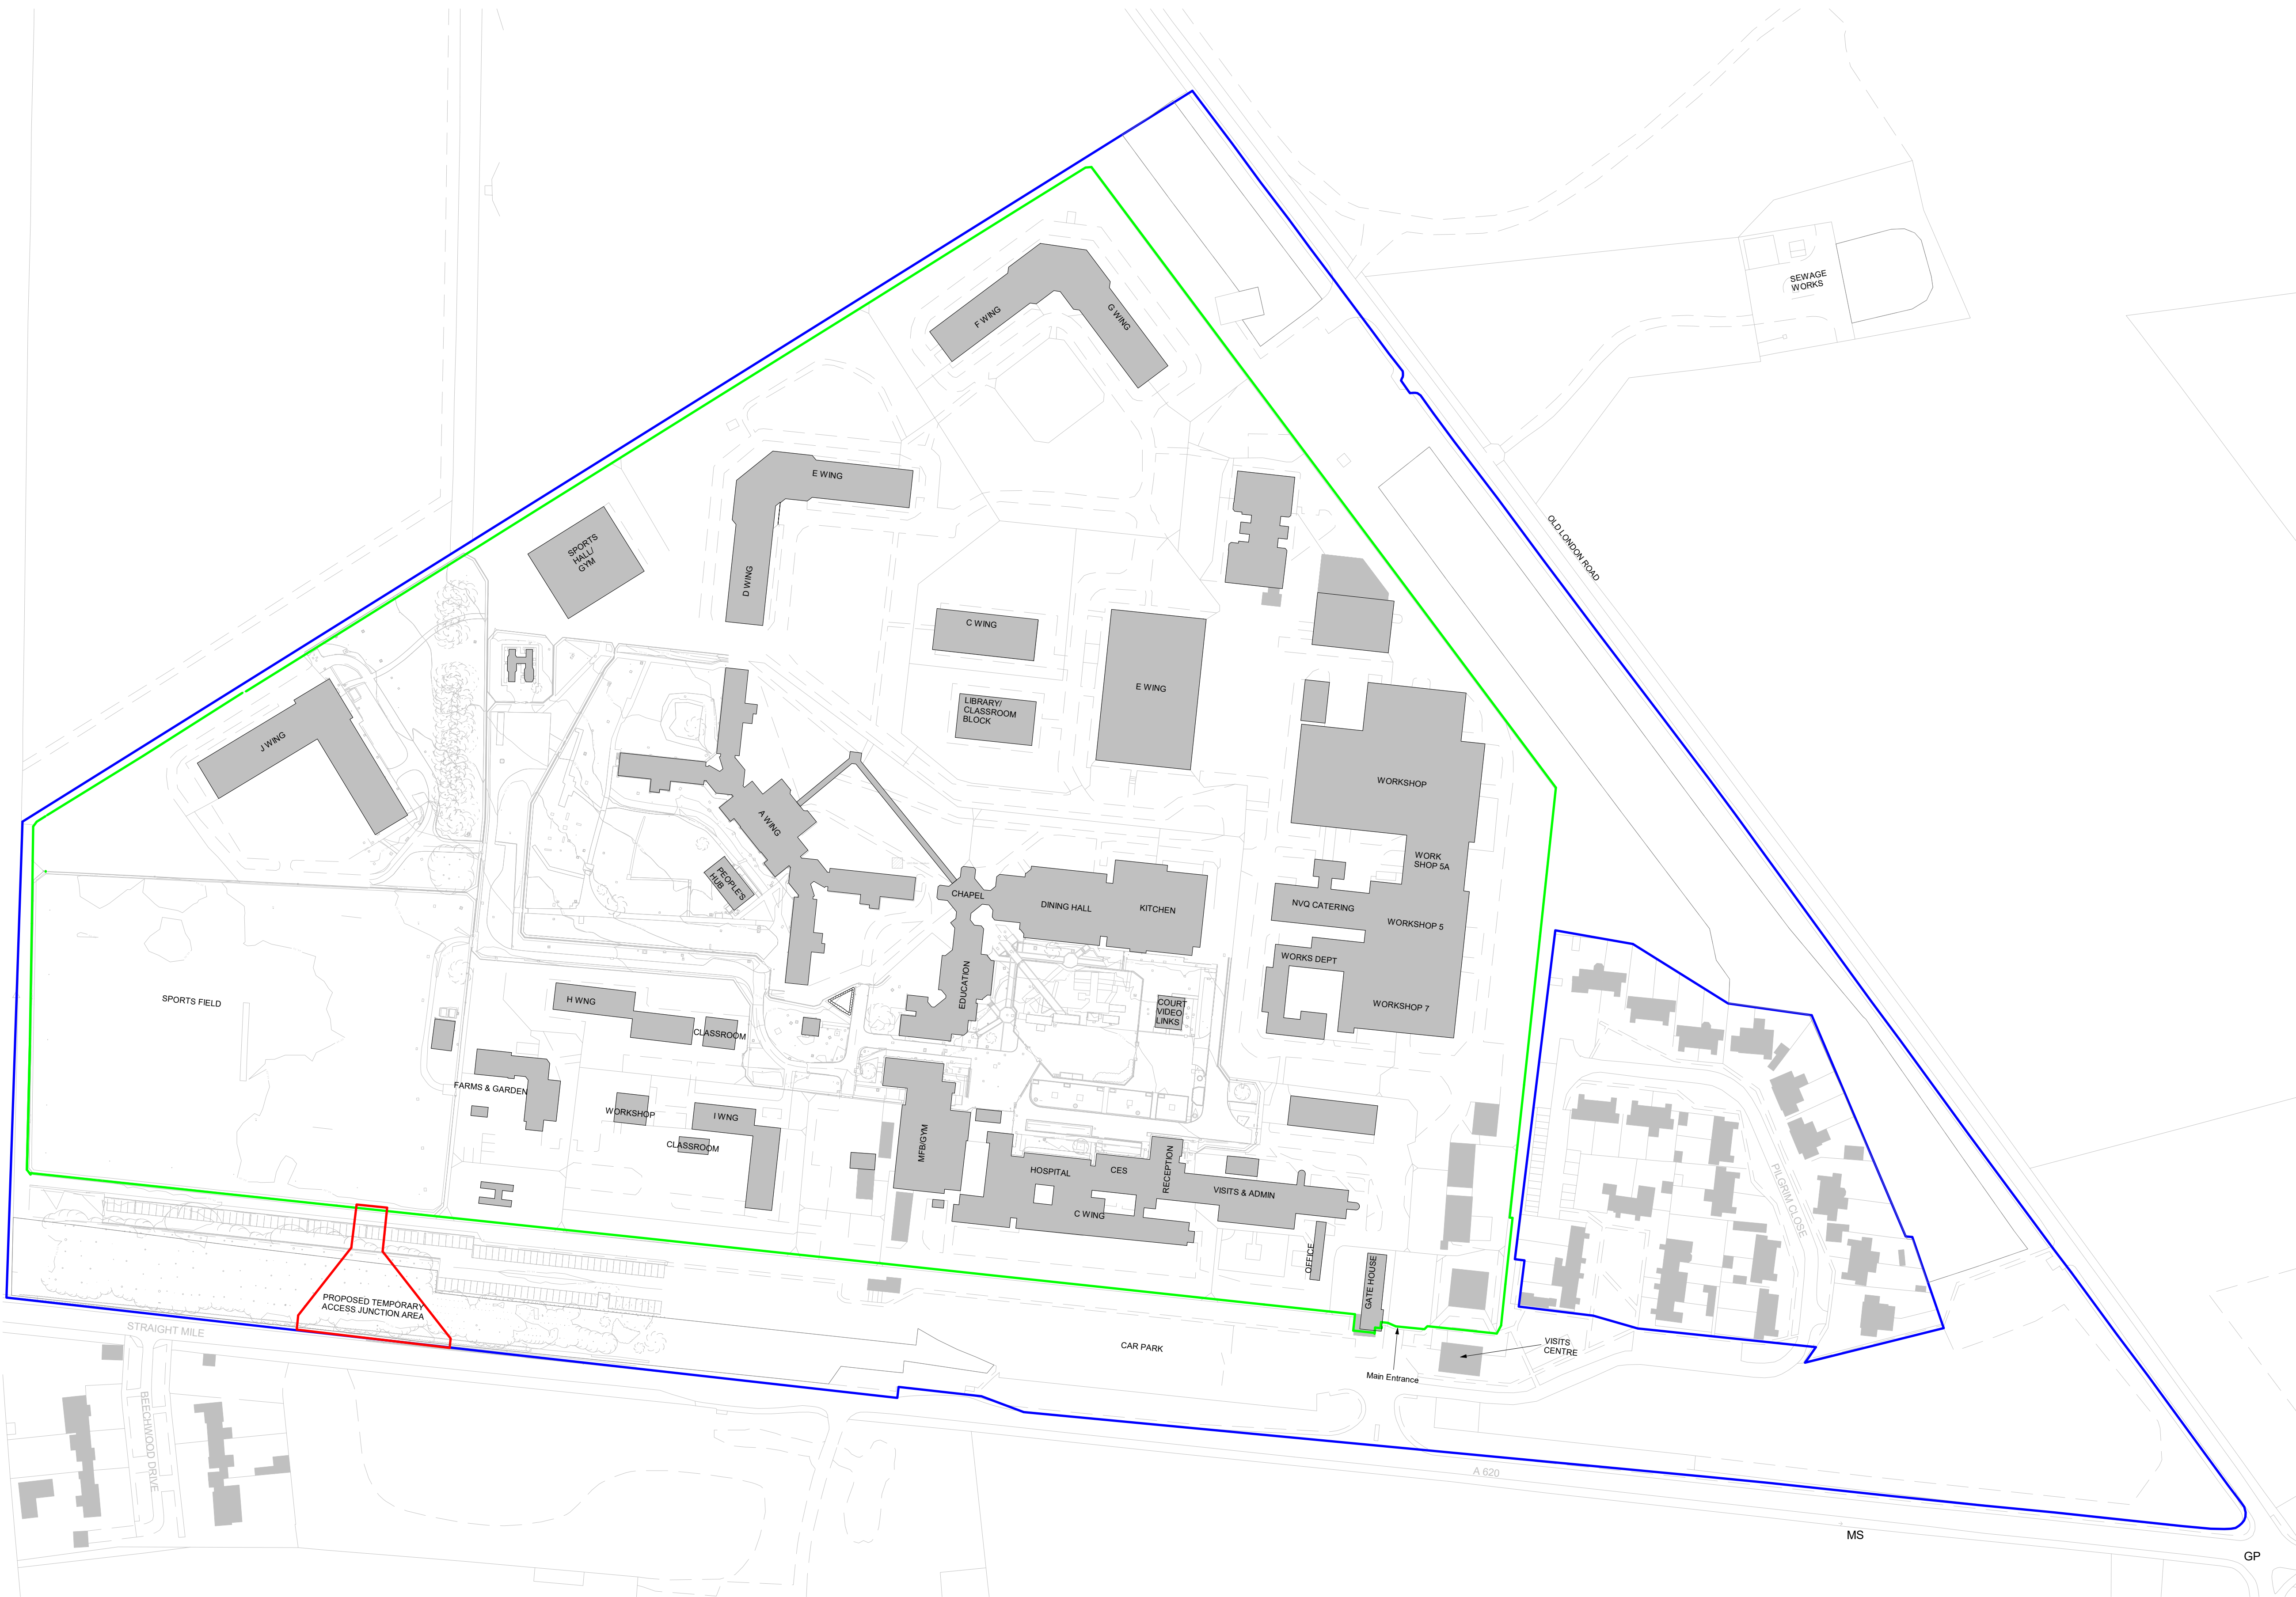 SEWAGE
WORKS
F WING
G WING
E WING
SPORTS
HALL/
GYM
OLD LONDON ROAD
D WING
C WING
E WING
LIBRARY/
CLASSROOM
BLOCK
J WING
WORKSHOP
A WING
WORK
SHOP 5A
PEOPLE'S
HUB
CHAPEL
DINING HALL
KITCHEN
NVQ CATERING
WORKSHOP 5
WORKS DEPT
EDUCATION
SPORTS FIELD
H WNG
COURT
VIDEO
LINKS
WORKSHOP 7
CLASSROOM
FARMS & GARDEN
WORKSHOP
I WNG
CLASSROOM
MFB/GYM
HOSPITAL
CES
RECEPTION
VISITS & ADMIN
C WING
PILGRIM CLOSE
OFFICE
GATE HOUSE
PROPOSED TEMPORARY
ACCESS JUNCTION AREA
STRAIGHT MILE
CAR PARK
VISITS
CENTRE
Main Entrance
BEECHWOOD DRIVE
A 620
MS
GP